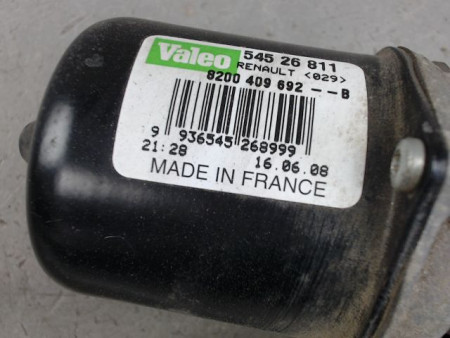 Valeo 545 26 811
RENAULT <029>
8200 409 692 -- B
9 936545 268999
21:28 16.06.08
MADE IN FRANCE